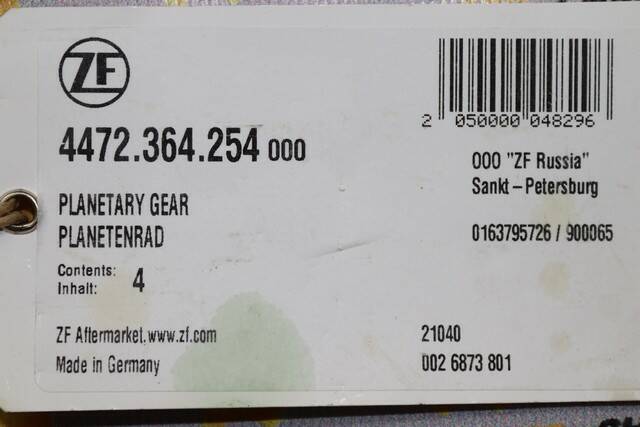 ZF
4472.364.254 000
PLANETARY GEAR
PLANETENRAD
Contents:
Inhalt: 4
ZF Aftermarket, www.zf.com
Made in Germany
2 050000 048296
OOO "ZF Russia"
Sankt-Petersburg
0163795726 / 900065
21040
002 6873 801